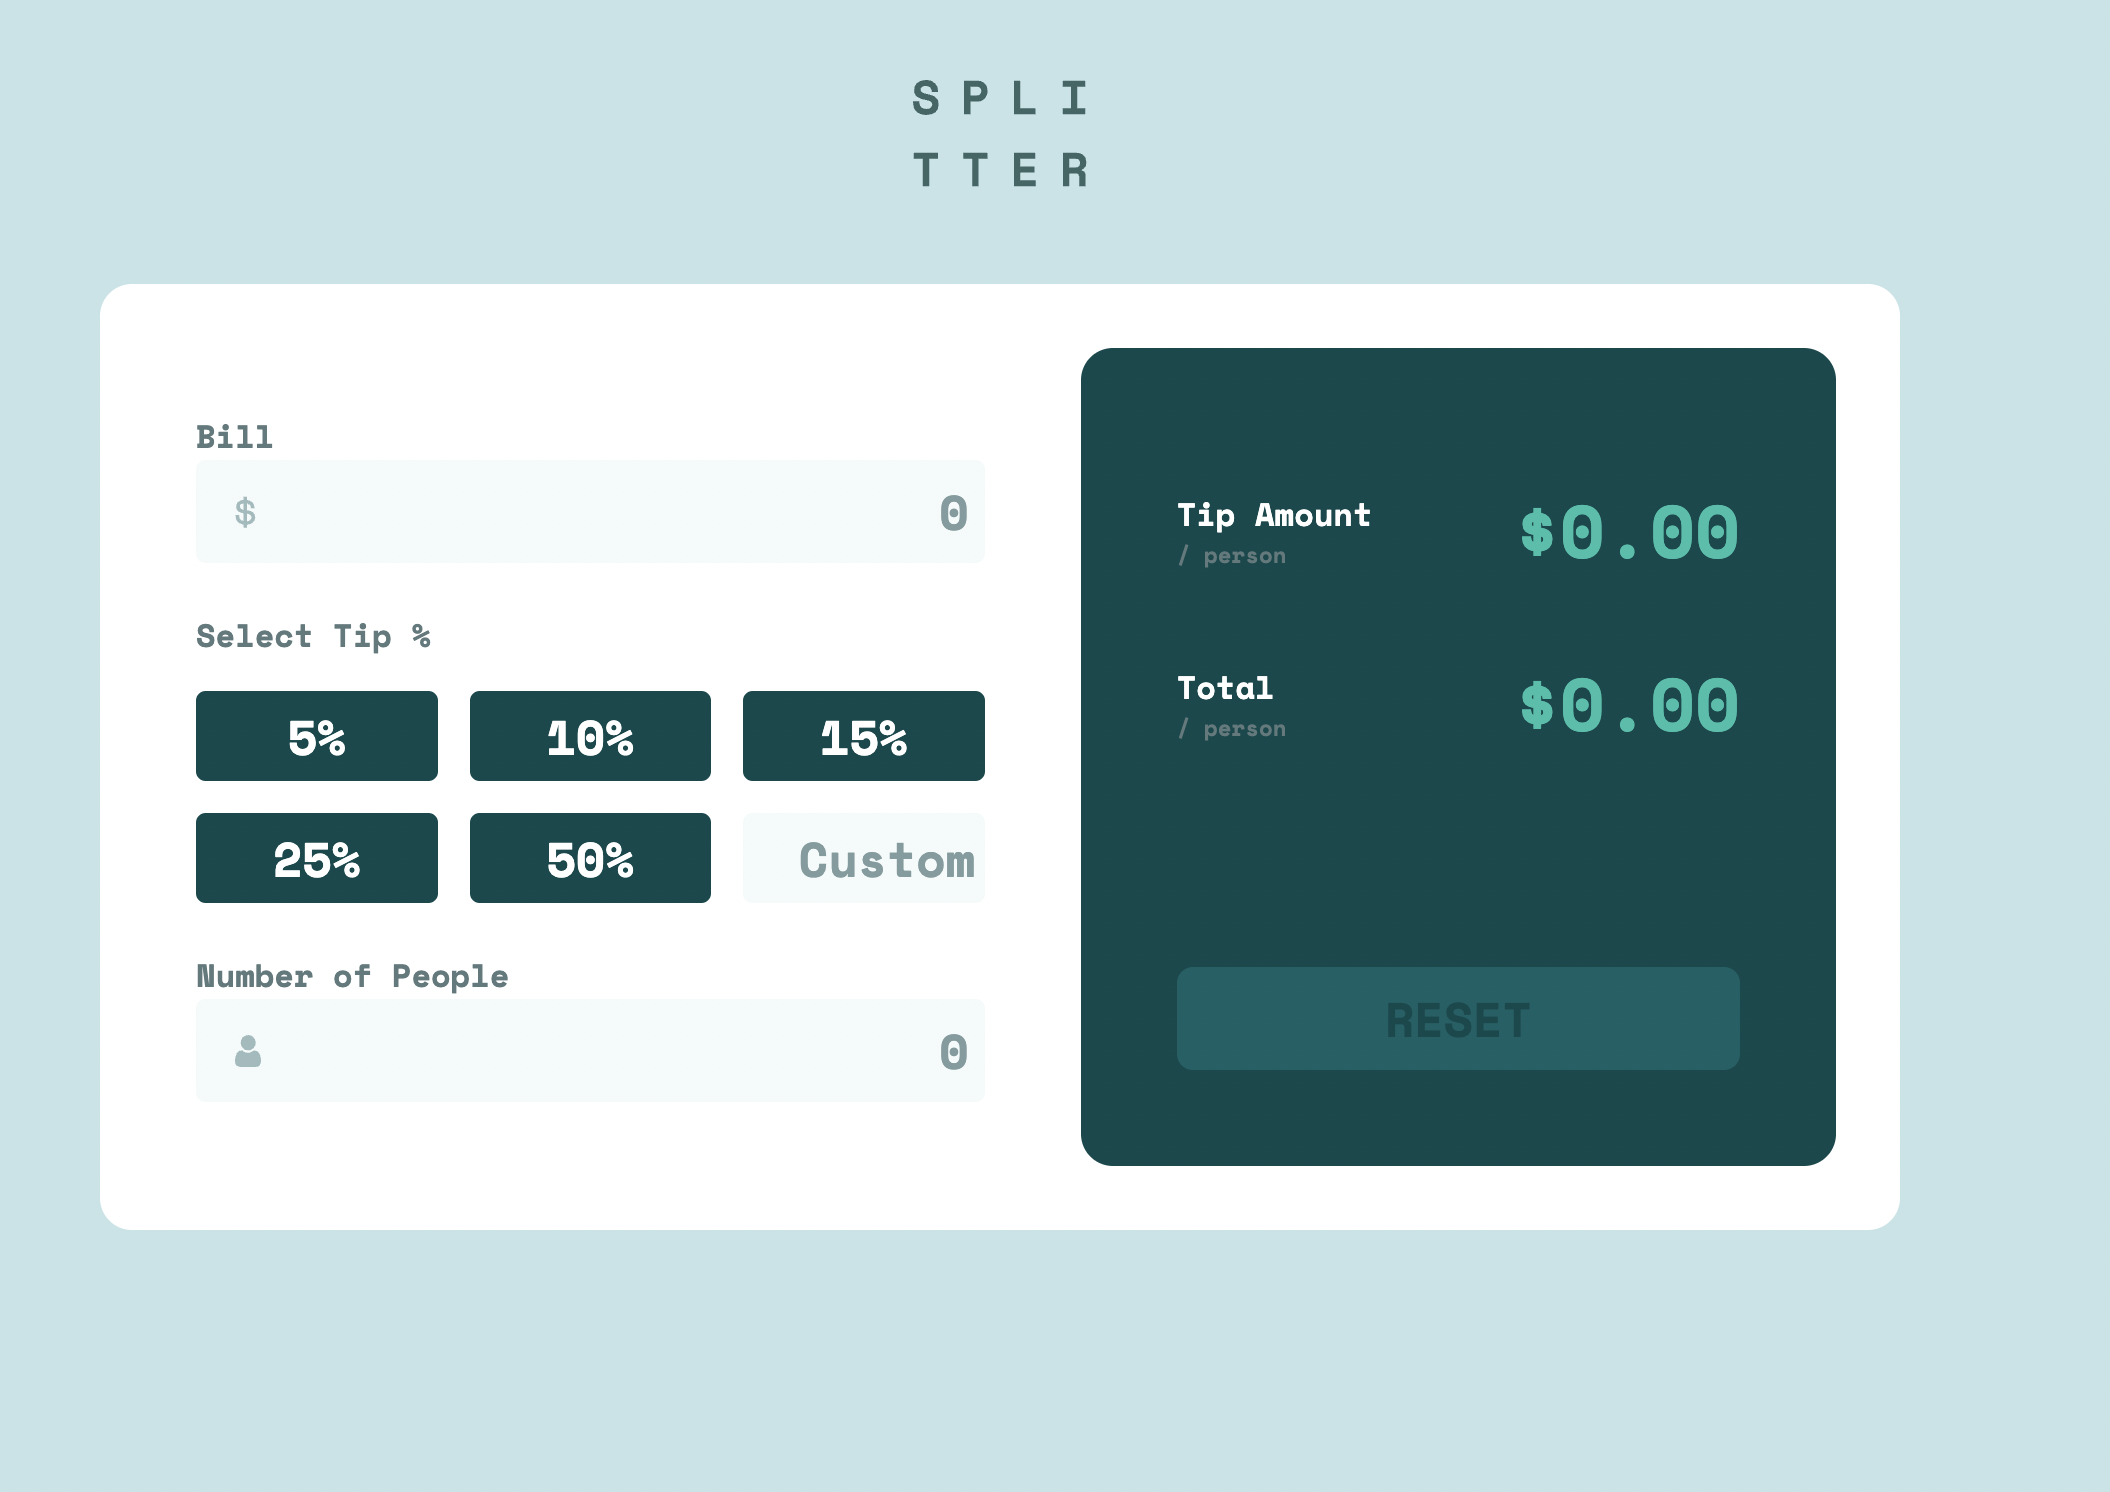 SPLI
TTER
Bill
$ 0
Select Tip %
5% 10% 15%
25% 50% Custom
Number of People
0
Tip Amount
/ person
$0.00
Total
/ person
$0.00
RESET